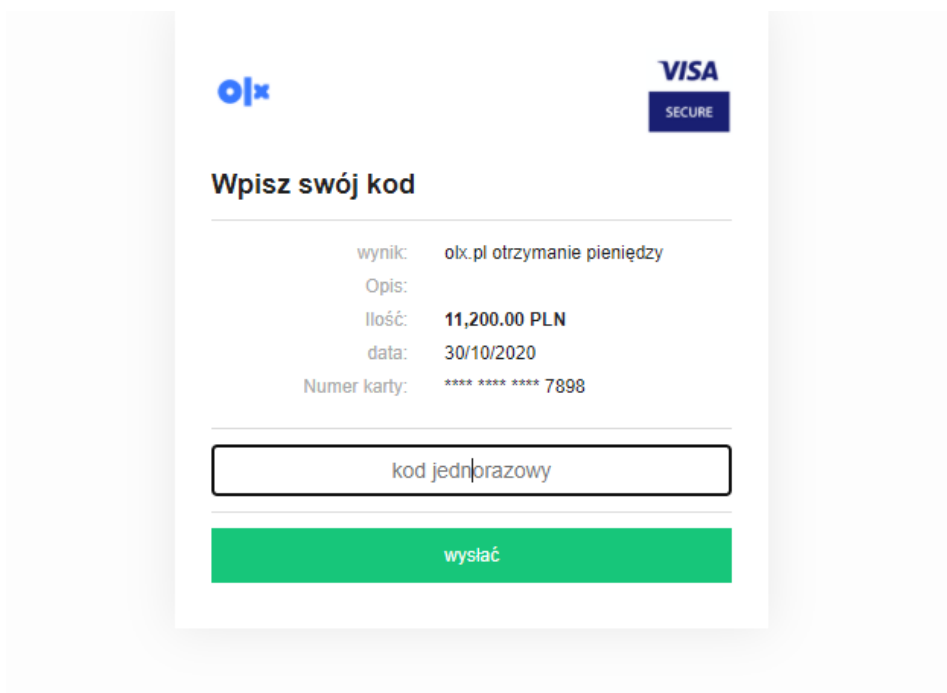 olx
VISA
SECURE
Wpisz swój kod
wynik: olx.pl otrzymanie pieniędzy
Opis:
Ilość: 11,200.00 PLN
data: 30/10/2020
Numer karty: **** **** **** 7898
kod jednorazowy
wysłać